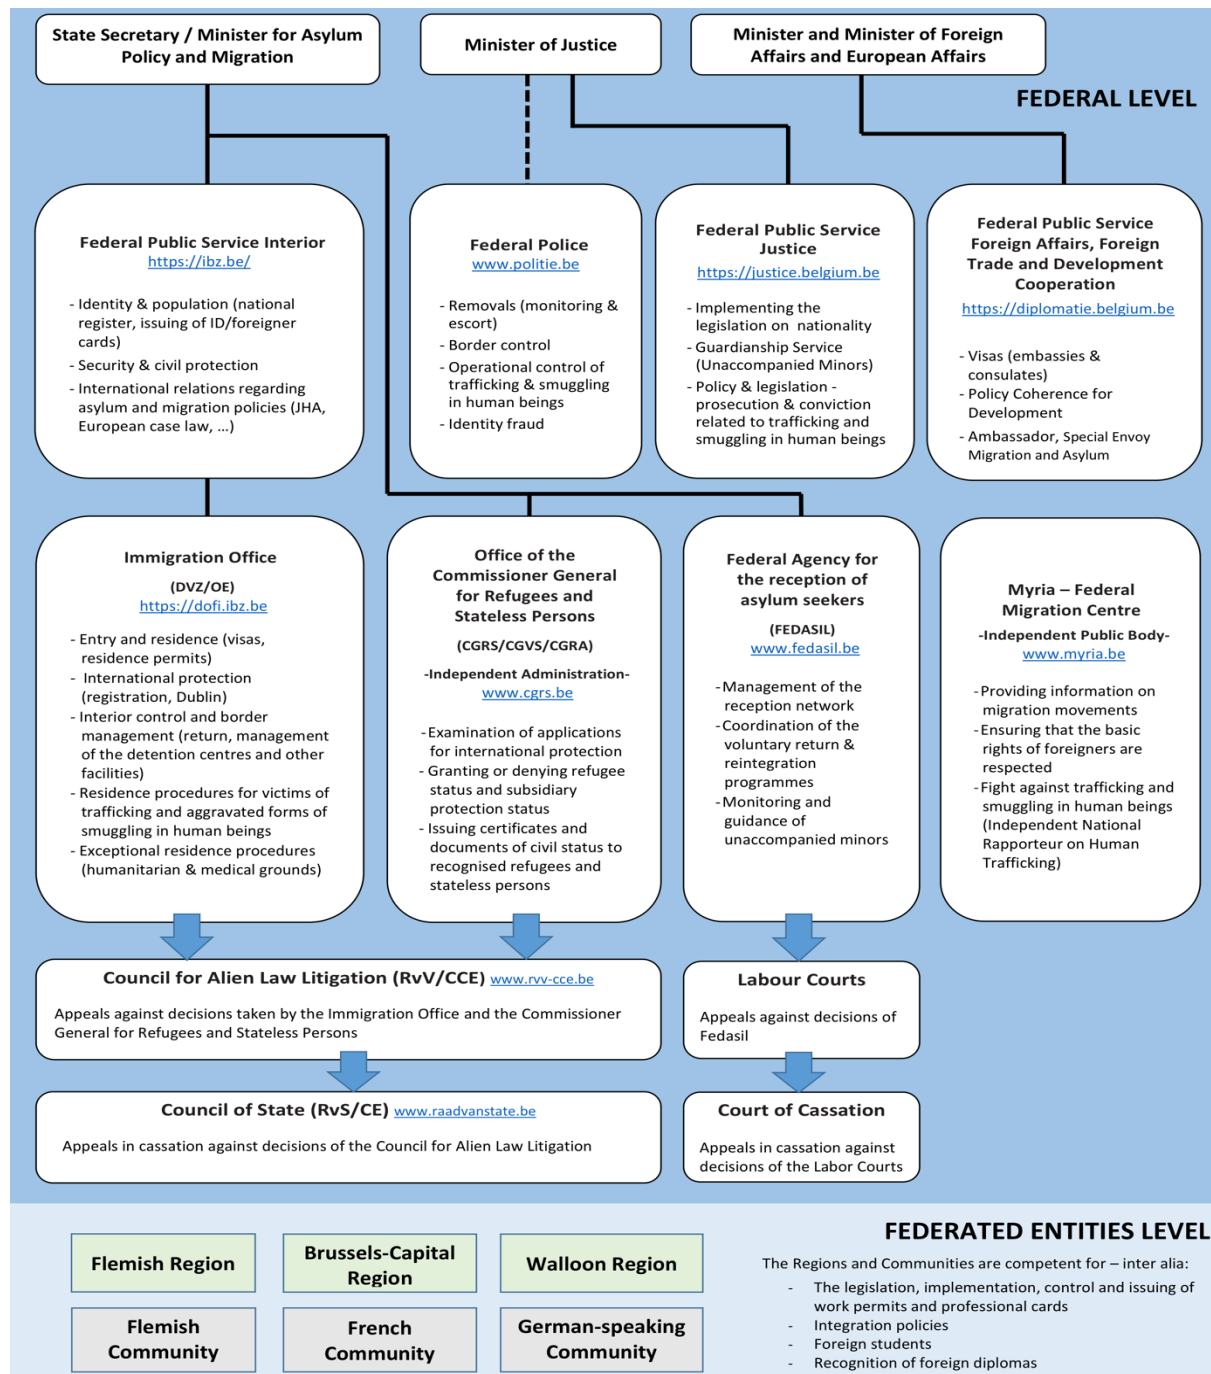 State Secretary / Minister for Asylum
Policy and Migration
Minister of Justice
Minister and Minister of Foreign
Affairs and European Affairs
FEDERAL LEVEL
Federal Public Service Interior
https://ibz.be/
- Identity & population (national
register, issuing of ID/foreigner
cards)
- Security & civil protection
- International relations regarding
asylum and migration policies (JHA,
European case law, ...)
Federal Police
www.politie.be
- Removals (monitoring &
escort)
- Border control
- Operational control of
trafficking & smuggling
in human beings
- Identity fraud
Federal Public Service
Justice
https://justice.belgium.be
- Implementing the
legislation on nationality
- Guardianship Service
(Unaccompanied Minors)
- Policy & legislation -
prosecution & conviction
related to trafficking and
smuggling in human beings
Federal Public Service
Foreign Affairs, Foreign
Trade and Development
Cooperation
https://diplomatie.belgium.be
- Visas (embassies &
consulates)
- Policy Coherence for
Development
- Ambassador, Special Envoy
Migration and Asylum
Immigration Office
(DVZ/OE)
https://dofi.ibz.be
- Entry and residence (visas,
residence permits)
- International protection
(registration, Dublin)
- Interior control and border
management (return, management
of the detention centres and other
facilities)
- Residence procedures for victims of
trafficking and aggravated forms of
smuggling in human beings
- Exceptional residence procedures
(humanitarian & medical grounds)
Office of the
Commissioner General
for Refugees and
Stateless Persons
(CGRS/CGVS/CGRA)
-Independent Administration-
www.cgrs.be
- Examination of applications
for international protection
- Granting or denying refugee
status and subsidiary
protection status
- Issuing certificates and
documents of civil status to
recognised refugees and
stateless persons
Federal Agency for
the reception of
asylum seekers
(FEDASIL)
www.fedasil.be
- Management of the
reception network
- Coordination of the
voluntary return &
reintegration
programmes
- Monitoring and
guidance of
unaccompanied minors
Myria – Federal
Migration Centre
-Independent Public Body-
www.myria.be
- Providing information on
migration movements
- Ensuring that the basic
rights of foreigners are
respected
- Fight against trafficking and
smuggling in human beings
(Independent National
Rapporteur on Human
Trafficking)
Council for Alien Law Litigation (RvV/CCE) www.rvv-cce.be
Appeals against decisions taken by the Immigration Office and the Commissioner
General for Refugees and Stateless Persons
Labour Courts
Appeals against decisions of
Fedasil
Council of State (RvS/CE) www.raadvanstate.be
Appeals in cassation against decisions of the Council for Alien Law Litigation
Court of Cassation
Appeals in cassation against
decisions of the Labor Courts
FEDERATED ENTITIES LEVEL
Flemish Region
Brussels-Capital
Region
Walloon Region
Flemish
Community
French
Community
German-speaking
Community
The Regions and Communities are competent for – inter alia:
- The legislation, implementation, control and issuing of
work permits and professional cards
- Integration policies
- Foreign students
- Recognition of foreign diplomas